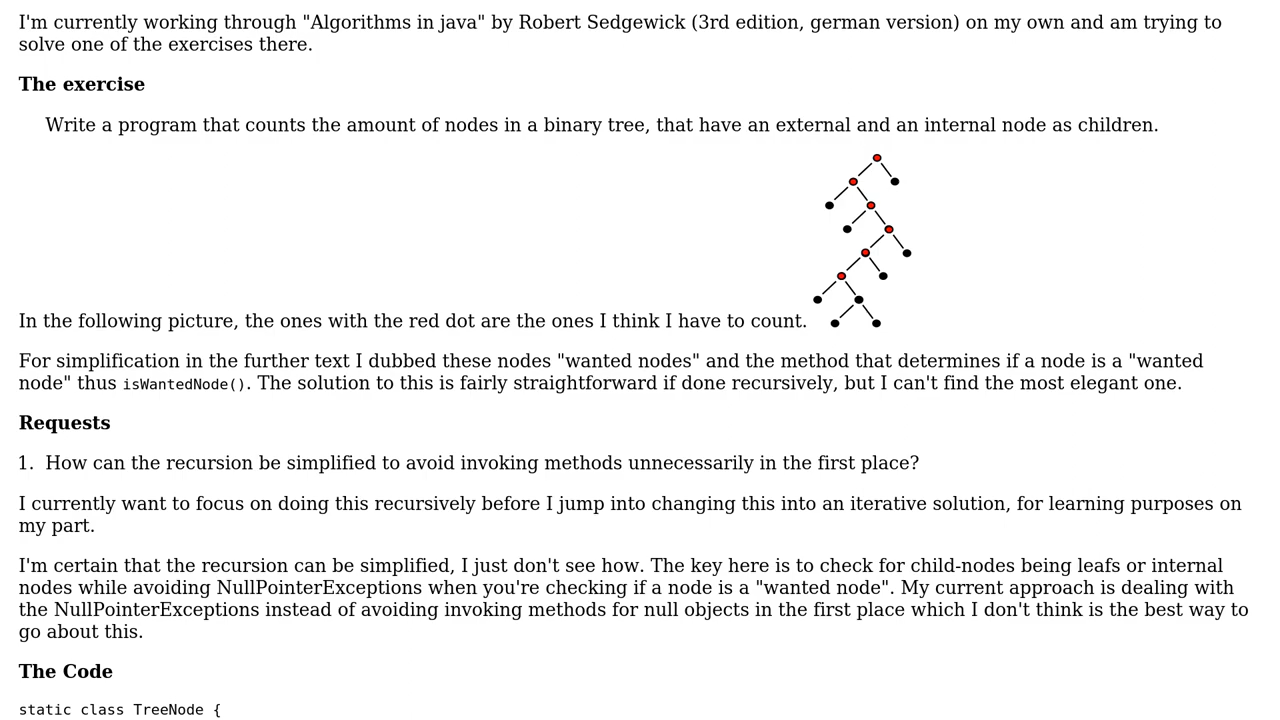 I'm currently working through "Algorithms in java" by Robert Sedgewick (3rd edition, german version) on my own and am trying to
solve one of the exercises there.
The exercise
Write a program that counts the amount of nodes in a binary tree, that have an external and an internal node as children.
In the following picture, the ones with the red dot are the ones I think I have to count.
For simplification in the further text I dubbed these nodes "wanted nodes" and the method that determines if a node is a "wanted
node" thus isWantedNode(). The solution to this is fairly straightforward if done recursively, but I can't find the most elegant one.
Requests
1. How can the recursion be simplified to avoid invoking methods unnecessarily in the first place?
I currently want to focus on doing this recursively before I jump into changing this into an iterative solution, for learning purposes on
my part.
I'm certain that the recursion can be simplified, I just don't see how. The key here is to check for child-nodes being leafs or internal
nodes while avoiding NullPointerExceptions when you're checking if a node is a "wanted node". My current approach is dealing with
the NullPointerExceptions instead of avoiding invoking methods for null objects in the first place which I don't think is the best way to
go about this.
The Code
static class TreeNode {